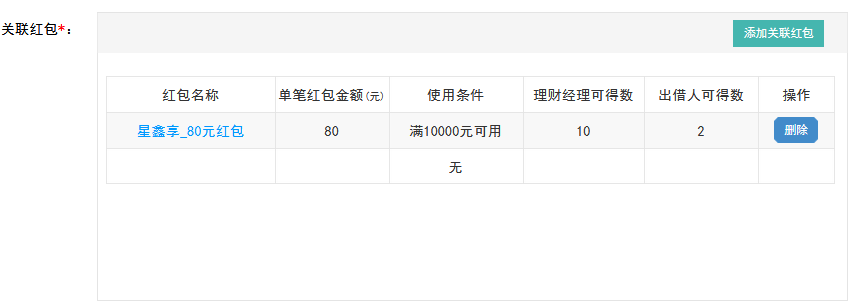 关联红包*：
添加关联红包
红包名称 单笔红包金额(元) 使用条件 理财经理可得数 出借人可得数 操作
星鑫享_80元红包 80 满10000元可用 10 2 删除
无